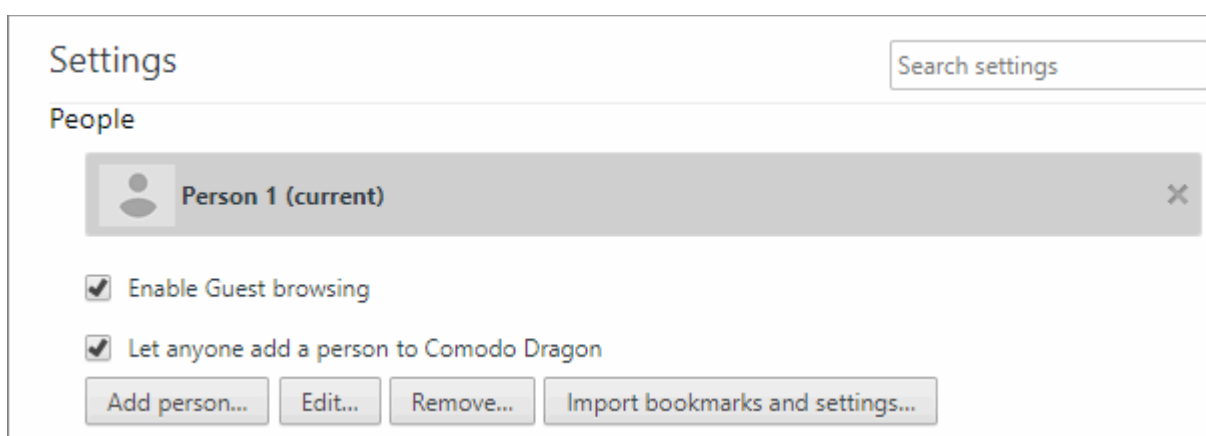 Settings
Search settings
People
Person 1 (current)
Enable Guest browsing
Let anyone add a person to Comodo Dragon
Add person... Edit... Remove... Import bookmarks and settings...